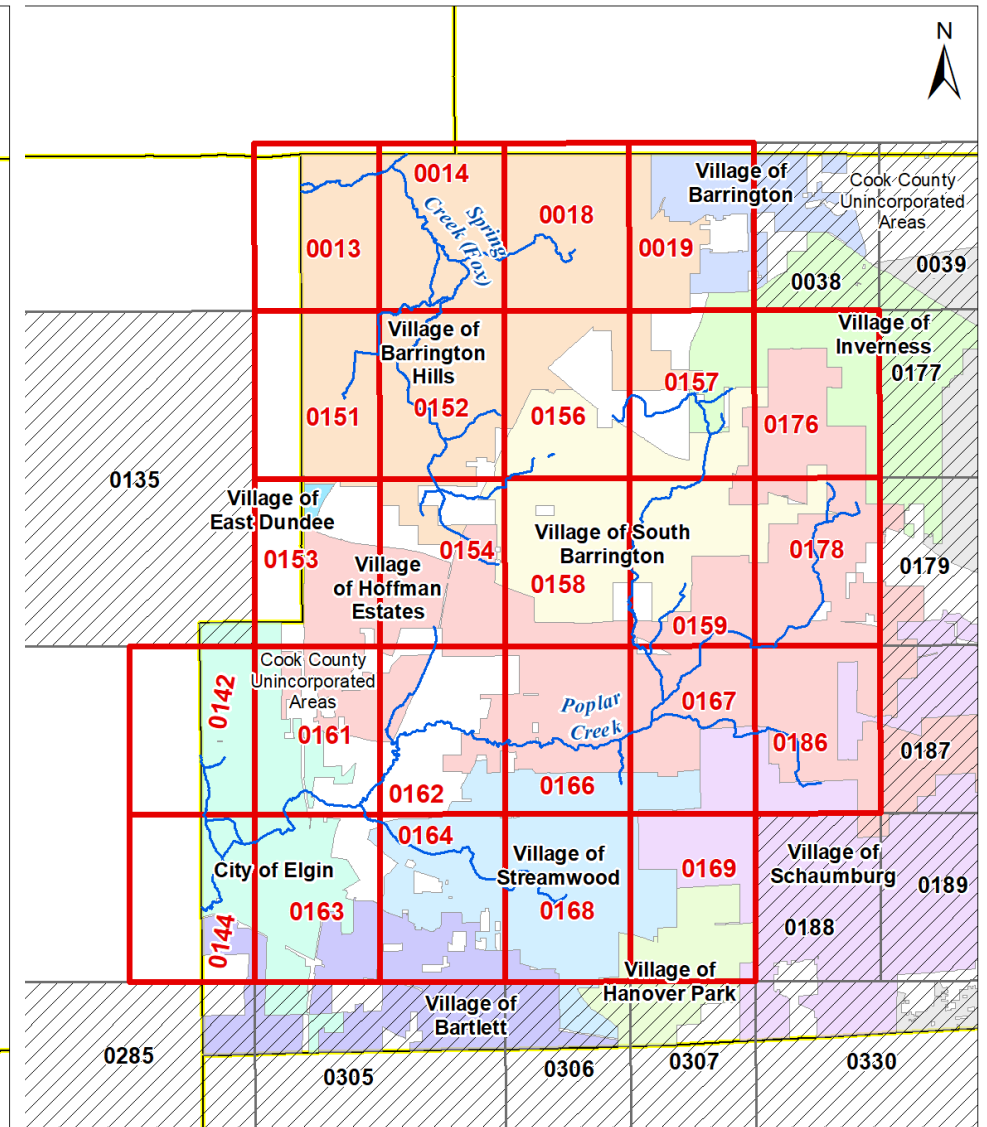 N
Village of
Barrington
Cook County
Unincorporated
Areas
0014
0018
0013
0019
Spring
Creek (Fox)
0038
0039
Village of
Inverness
0177
Village of
Barrington
Hills
0151
0152
0156
0157
0176
0135
Village of
East Dundee
0153
Village
of Hoffman
Estates
0154
Village of South
Barrington
0158
0178
0179
0159
Cook County
Unincorporated
Areas
0142
0161
Poplar
Creek
0167
0186
0187
0162
0166
0164
City of Elgin
0163
0144
Village of
Streamwood
0168
0169
Village of
Schaumburg
0189
0188
Village of
Hanover Park
Village of
Bartlett
0285
0305
0306
0307
0330